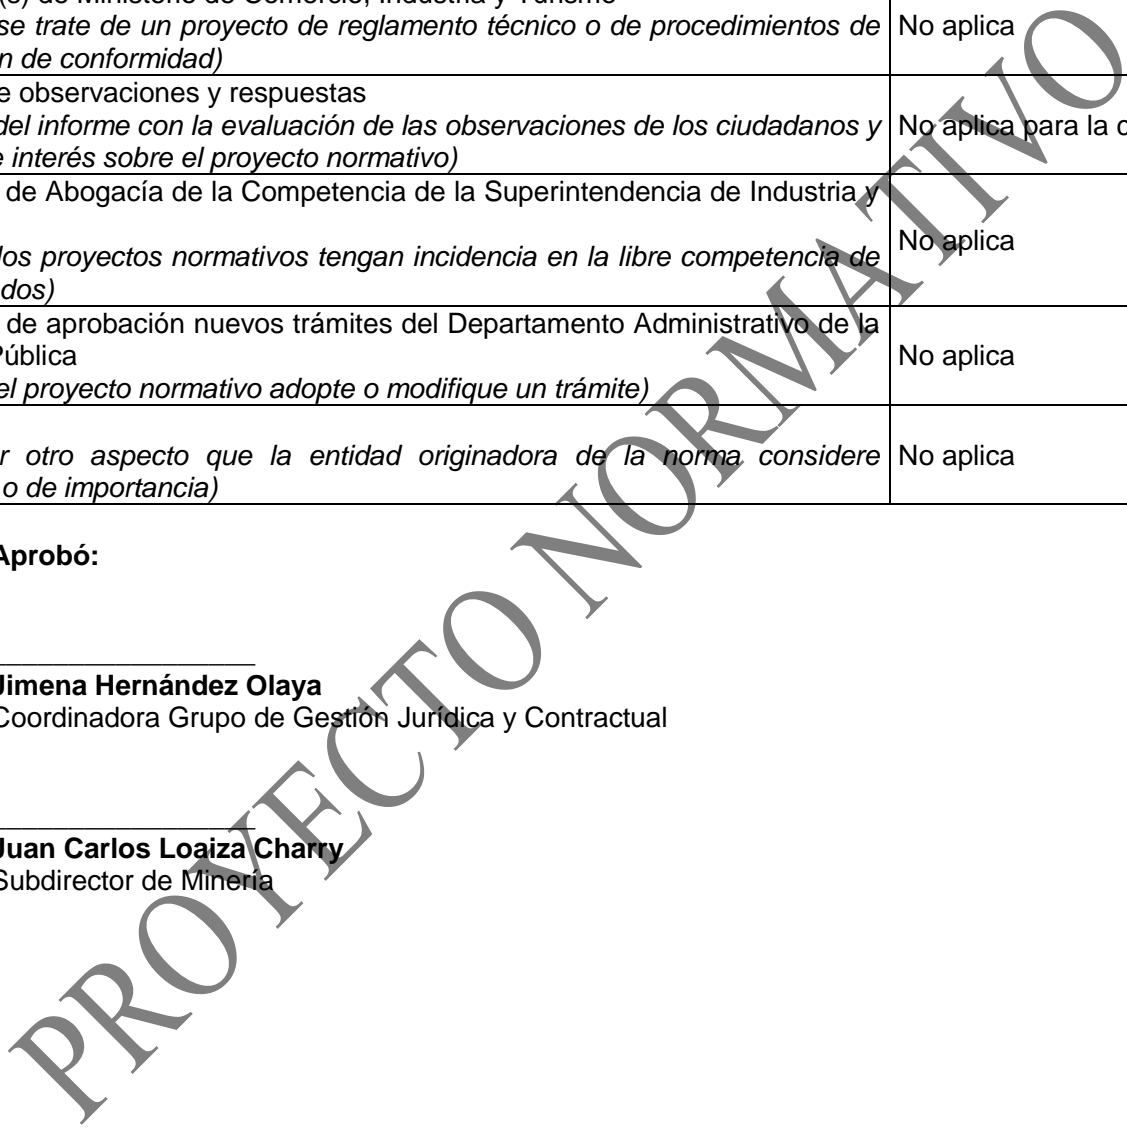 (s) de Ministerio de Comercio, Industria y Turismo
se trate de un proyecto de reglamento técnico o de procedimientos de
n de conformidad)
No aplica
e observaciones y respuestas
del informe con la evaluación de las observaciones de los ciudadanos y
e interés sobre el proyecto normativo)
No aplica para la c
de Abogacía de la Competencia de la Superintendencia de Industria y
los proyectos normativos tengan incidencia en la libre competencia de
dos)
No aplica
de aprobación nuevos trámites del Departamento Administrativo de la
Pública
el proyecto normativo adopte o modifique un trámite)
No aplica
r otro aspecto que la entidad originadora de la norma considere
o de importancia)
No aplica
Aprobó:
Jimena Hernández Olaya
Coordinadora Grupo de Gestión Jurídica y Contractual
Juan Carlos Loaiza Charry
Subdirector de Minería
PROYECTO NORMATIVO